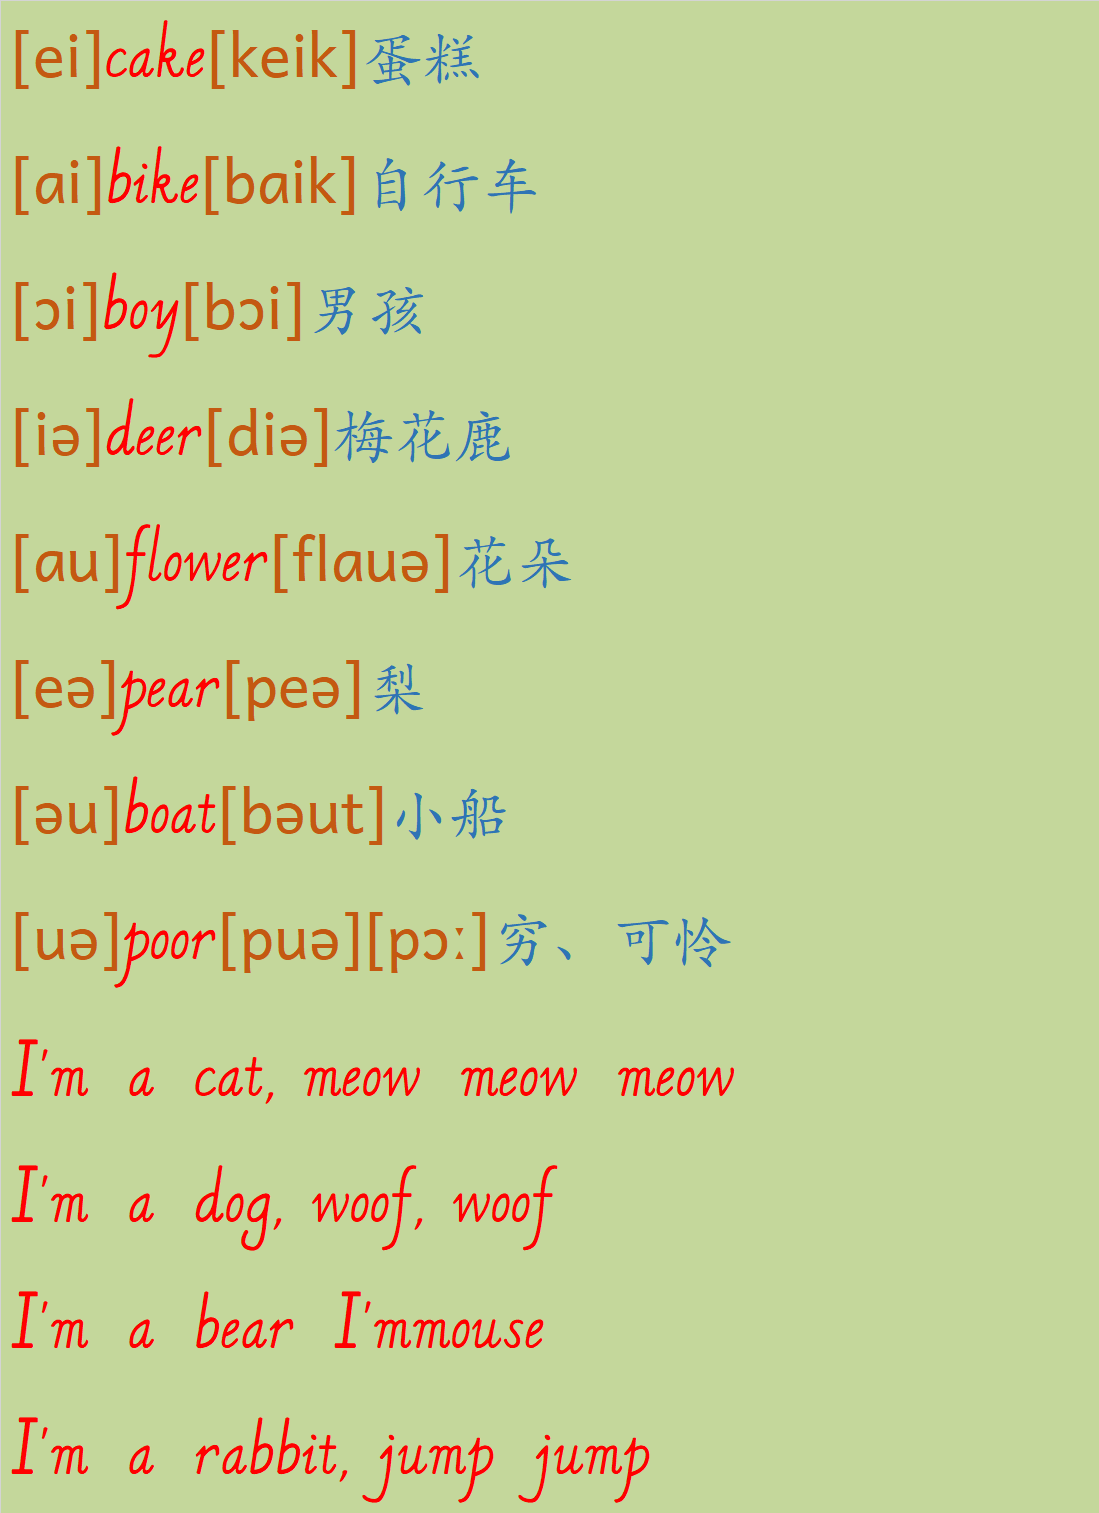 [ei]cake[keik]蛋糕
[ai]bike[baik]自行车
[ɔi]boy[bɔi]男孩
[iə]deer[diə]梅花鹿
[au]flower[flauə]花朵
[eə]pear[peə]梨
[əu]boat[bəut]小船
[uə]poor[puə][pɔː]穷、可怜
I'm a cat, meow meow meow
I'm a dog, woof, woof
I'm a bear I'mmouse
I'm a rabbit, jump jump